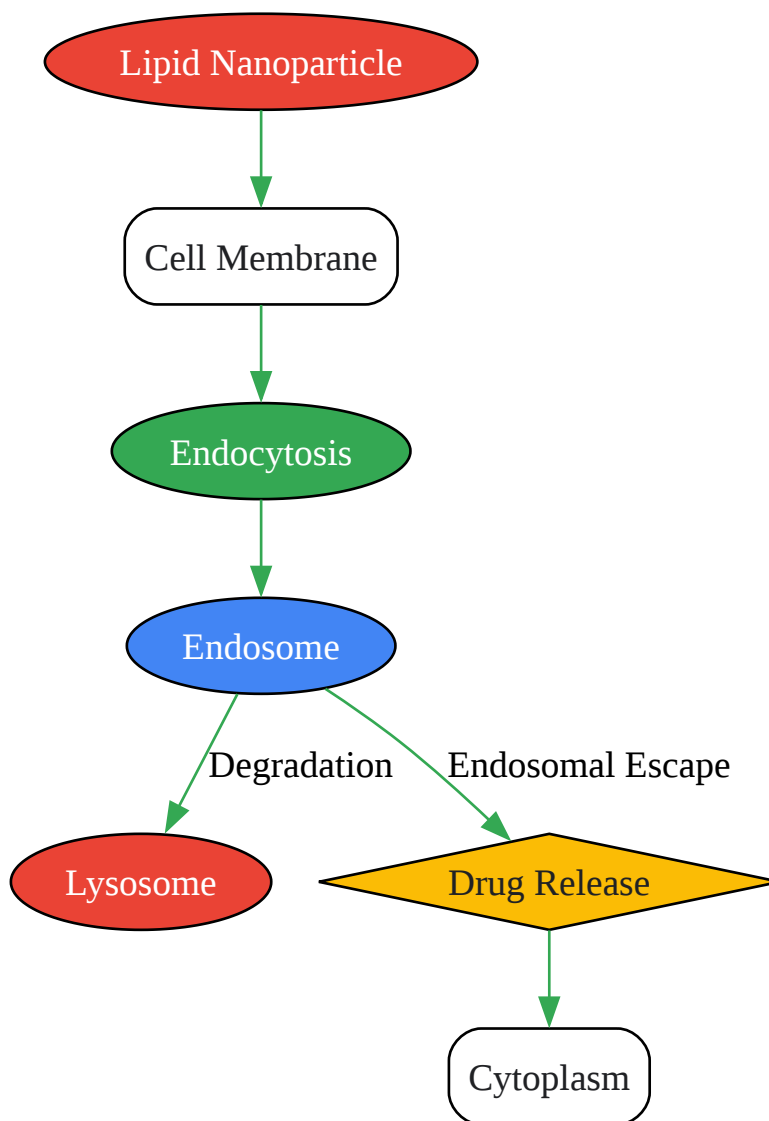 Lipid Nanoparticle
Cell Membrane
Endocytosis
Endosome
Degradation
Endosomal Escape
Lysosome
Drug Release
Cytoplasm